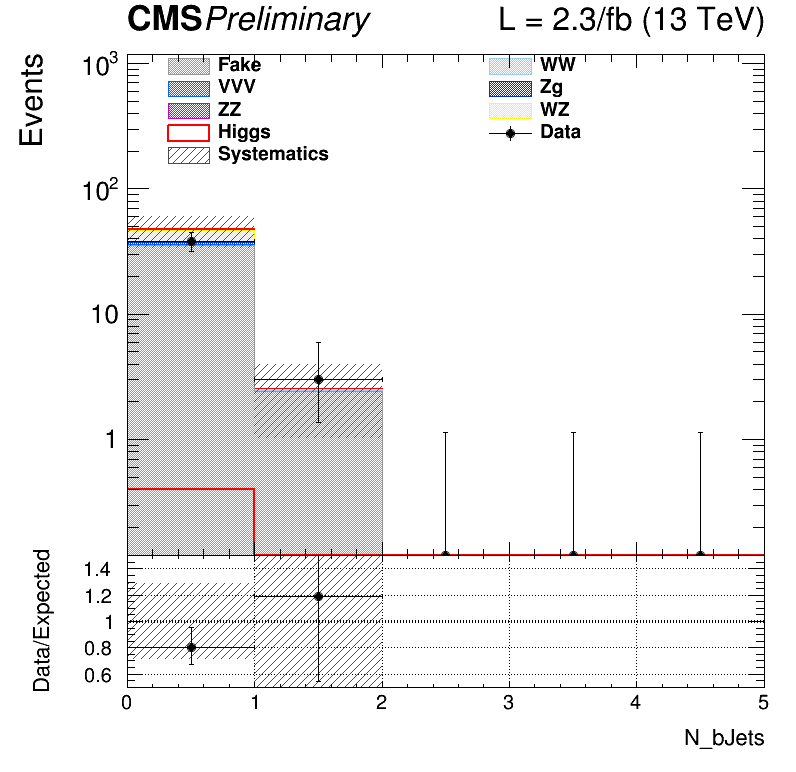 CMS Preliminary L = 2.3/fb (13 TeV)
Events
10³
10²
10
1
Fake
VVV
ZZ
Higgs
Systematics
WW
Zg
WZ
Data
Data/Expected
1.4
1.2
1
0.8
0.6
0 1 2 3 4 5
N_bJets